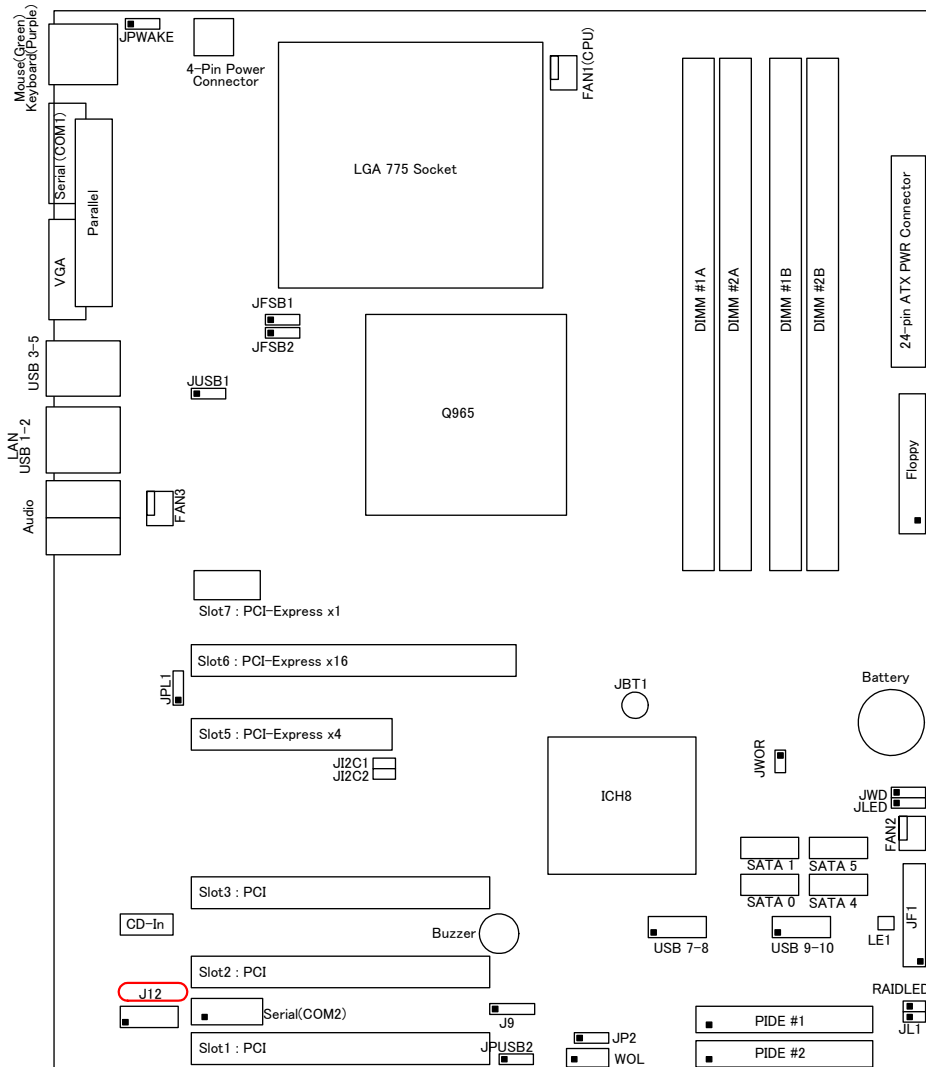 Mouse(Green)
Keyboard(Purple)
JPWAKE
4-Pin Power
Connector
FAN1(CPU)
Serial (COM1)
Parallel
VGA
LGA 775 Socket
DIMM #1A
DIMM #2A
DIMM #1B
DIMM #2B
24-pin ATX PWR Connector
JFSB1
JFSB2
USB 3-5
JUSB1
Q965
LAN
USB 1-2
Floppy
Audio
FAN3
Slot7 : PCI-Express x1
Slot6 : PCI-Express x16
JPL1
JBT1
Battery
Slot5 : PCI-Express x4
JI2C1
JI2C2
ICH8
JWOR
JWD
JLED
FAN2
SATA 1
SATA 5
SATA 0
SATA 4
Slot3 : PCI
CD-In
Buzzer
USB 7-8
USB 9-10
LE1
JF1
Slot2 : PCI
J12
Serial(COM2)
J9
RAIDLED
JL1
PIDE #1
JP2
Slot1 : PCI
JPUSB2
WOL
PIDE #2